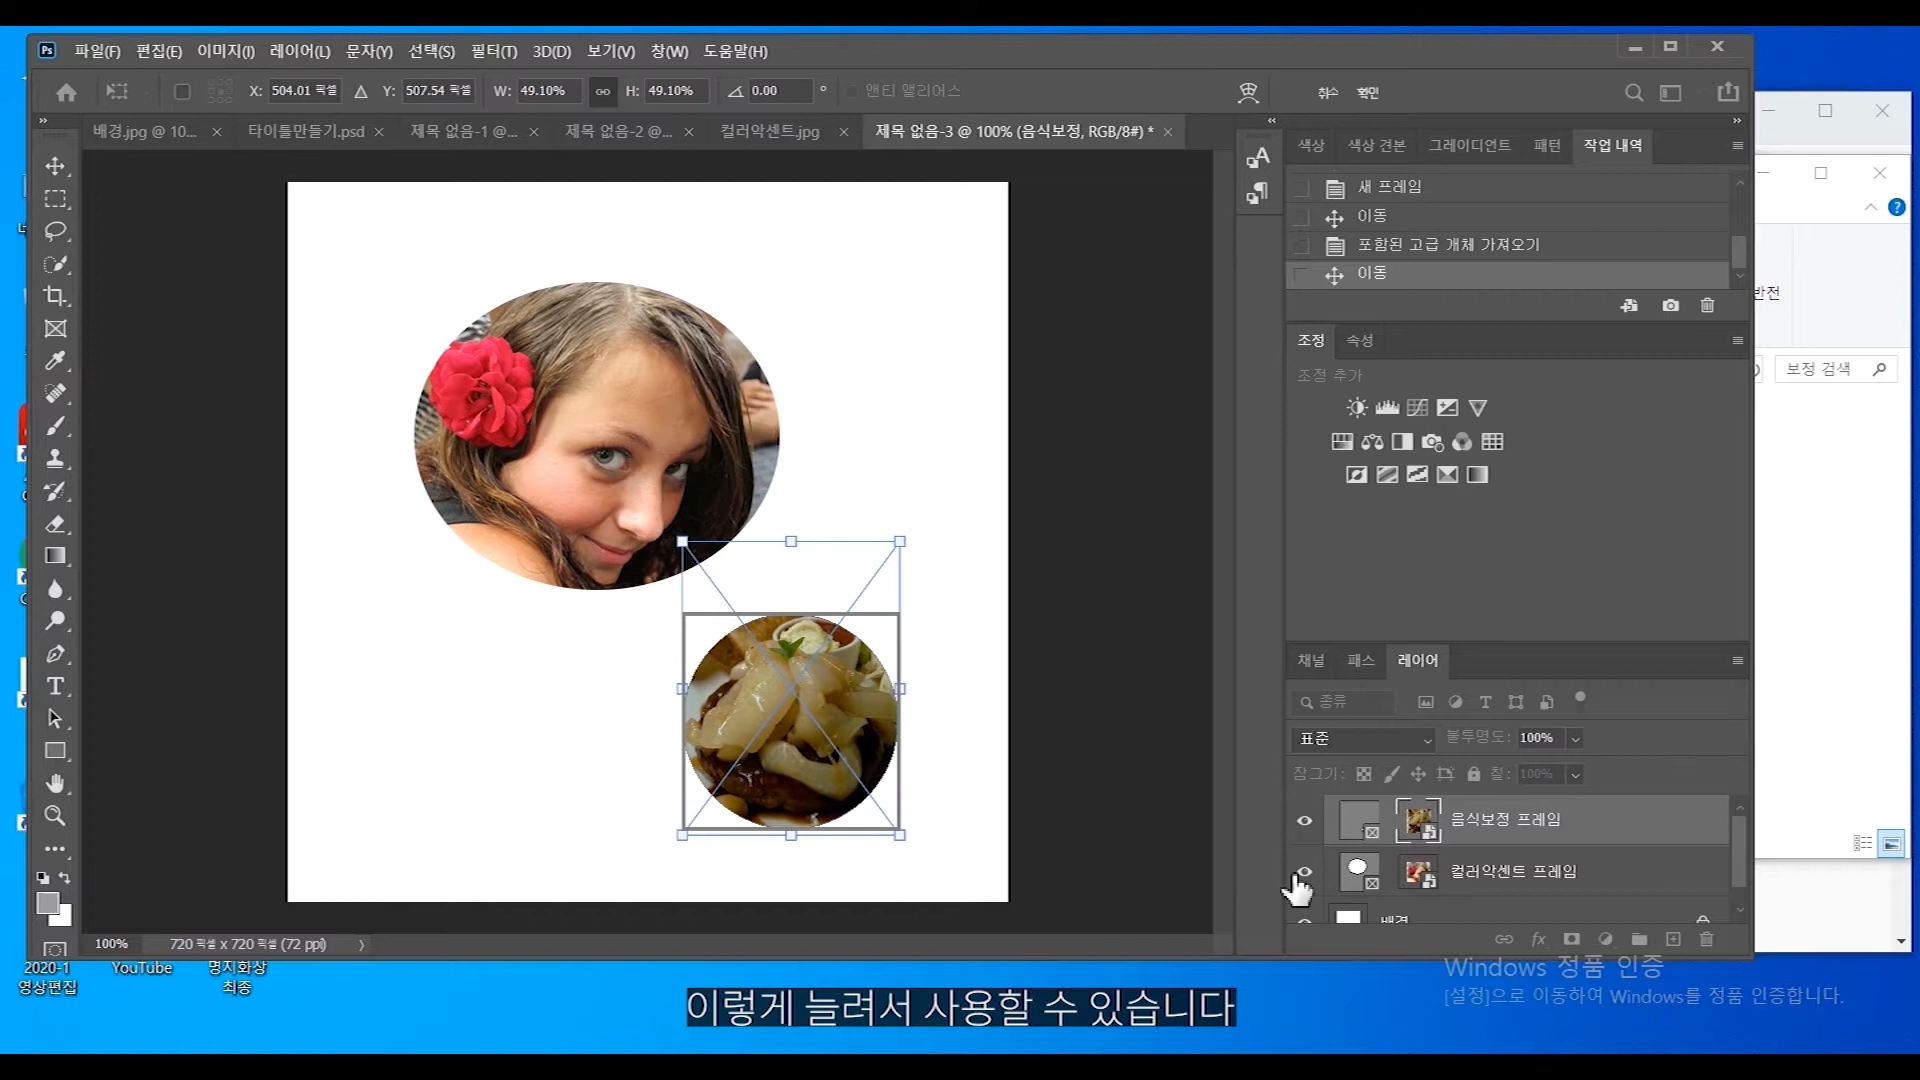 Ps 파일(F) 편집(E) 이미지(I) 레이어(L) 문자(Y) 선택(S) 필터(T) 3D(D) 보기(V) 창(W) 도움말(H)
X: 504.01 픽셀 Y: 507.54 픽셀 W: 49.10% H: 49.10% 0.00 ° 앤티 앨리어스 취소 확인
배경.jpg @ 10... × 타이틀만들기.psd × 제목 없음-1 @... × 제목 없음-2 @... × 컬러악센트.jpg × 제목 없음-3 @ 100% (음식보정, RGB/8#) * ×
색상 색상 견본 그레이디언트 패턴 작업 내역
새 프레임
이동
포함된 고급 개체 가져오기
이동
반전
조정 속성
보정 검색
조정 추가
채널 패스 레이어
종류
표준 불투명도: 100%
잠그기: 칠: 100%
음식보정 프레임
컬러악센트 프레임
배경
fx
100% 720 픽셀 x 720 픽셀 (72 ppi)
2020-1
영상편집
YouTube
명지화상
최종
Windows 정품 인증
[설정]으로 이동하여 Windows를 정품 인증합니다.
이렇게 늘려서 사용할 수 있습니다